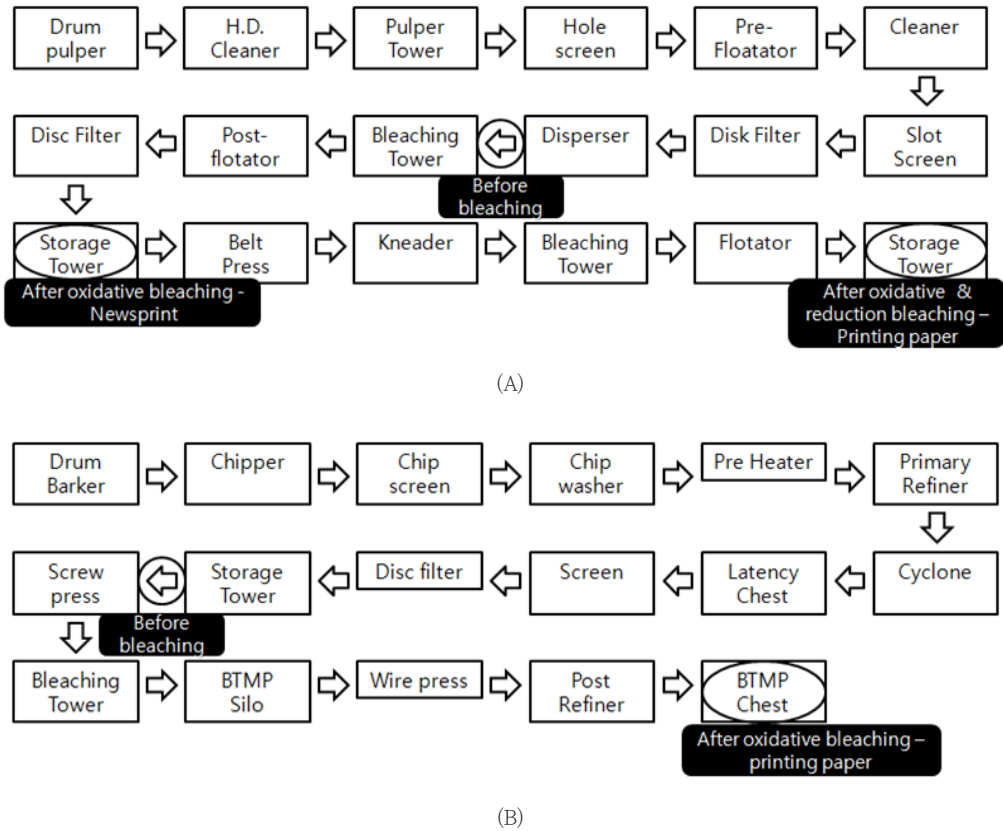 Drum
pulper
H.D.
Cleaner
Pulper
Tower
Hole
screen
Pre-
Floatator
Cleaner
Disc Filter
Post-
flotator
Bleaching
Tower
Disperser
Disk Filter
Slot
Screen
Before
bleaching
Storage
Tower
Belt
Press
Kneader
Bleaching
Tower
Flotator
Storage
Tower
After oxidative bleaching -
Newsprint
After oxidative &
reduction bleaching –
Printing paper
(A)
Drum
Barker
Chipper
Chip
screen
Chip
washer
Pre Heater
Primary
Refiner
Screw
press
Storage
Tower
Disc filter
Screen
Latency
Chest
Cyclone
Before
bleaching
Bleaching
Tower
BTMP
Silo
Wire press
Post
Refiner
BTMP
Chest
After oxidative bleaching –
printing paper
(B)